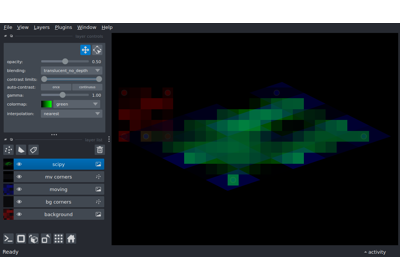 File View Layers Plugins Window Help
opacity: 0.50
blending: translucent_no_depth
contrast limits:
auto-contrast: once continuous
gamma: 1.00
colormap: green
interpolation: nearest
scipy
mv corners
moving
bg corners
background
Ready activity